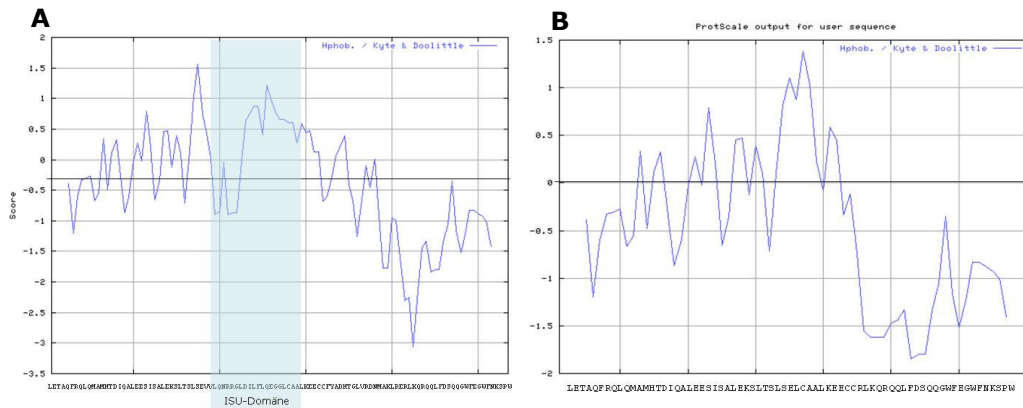 A
Hphob. / Kyte & Doolittle
2
1.5
1
0.5
0
-0.5
-1
-1.5
-2
-2.5
-3
-3.5
Score
LETAQFRQLQMAMHTDIQALEESISALEKSLTSLSEVVLQNRRGLDILFLQEGGLCAALKEECCFYADHTGLVRDNMAKLRERLKQRQQLFDSQQGWFEGWFNKSPW
ISU-Domäne
B
ProtScale output for user sequence
Hphob. / Kyte & Doolittle
1.5
1
0.5
0
-0.5
-1
-1.5
-2
LETAQFRQLQMAMHTDIQALEESISALEKSLTSLSELCAALKEECCRLKQRQQLFDSQQGWFEGWFNKSPW